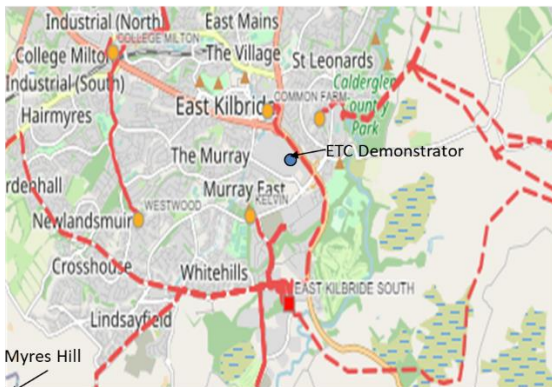 Industrial (North)
East Mains
COLLEGE MILTON
College Milton
The Village
St Leonards
Industrial (South)
Calderglen
Country
Park
East Kilbride
COMMON FARM
Hairmyres
ETC Demonstrator
The Murray
rdenhall
Murray East
WESTWOOD
KELVIN
Newlandsmuir
Crosshouse
Whitehills
EAST KILBRIDE SOUTH
Lindsayfield
Myres Hill